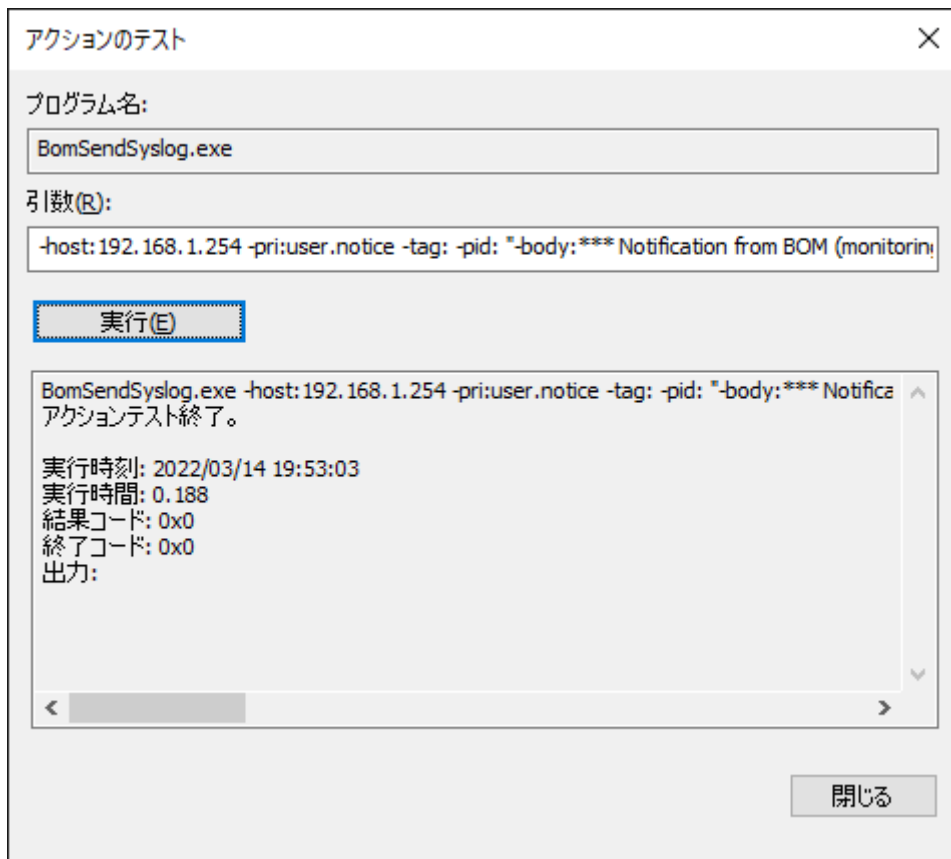 アクションのテスト
プログラム名:
BomSendSyslog.exe
引数(R):
-host:192.168.1.254 -pri:user.notice -tag: -pid: "-body:*** Notification from BOM (monitoring
実行(E)
BomSendSyslog.exe -host:192.168.1.254 -pri:user.notice -tag: -pid: "-body:*** Notifica
アクションテスト終了。
実行時刻: 2022/03/14 19:53:03
実行時間: 0.188
結果コード: 0x0
終了コード: 0x0
出力:
閉じる